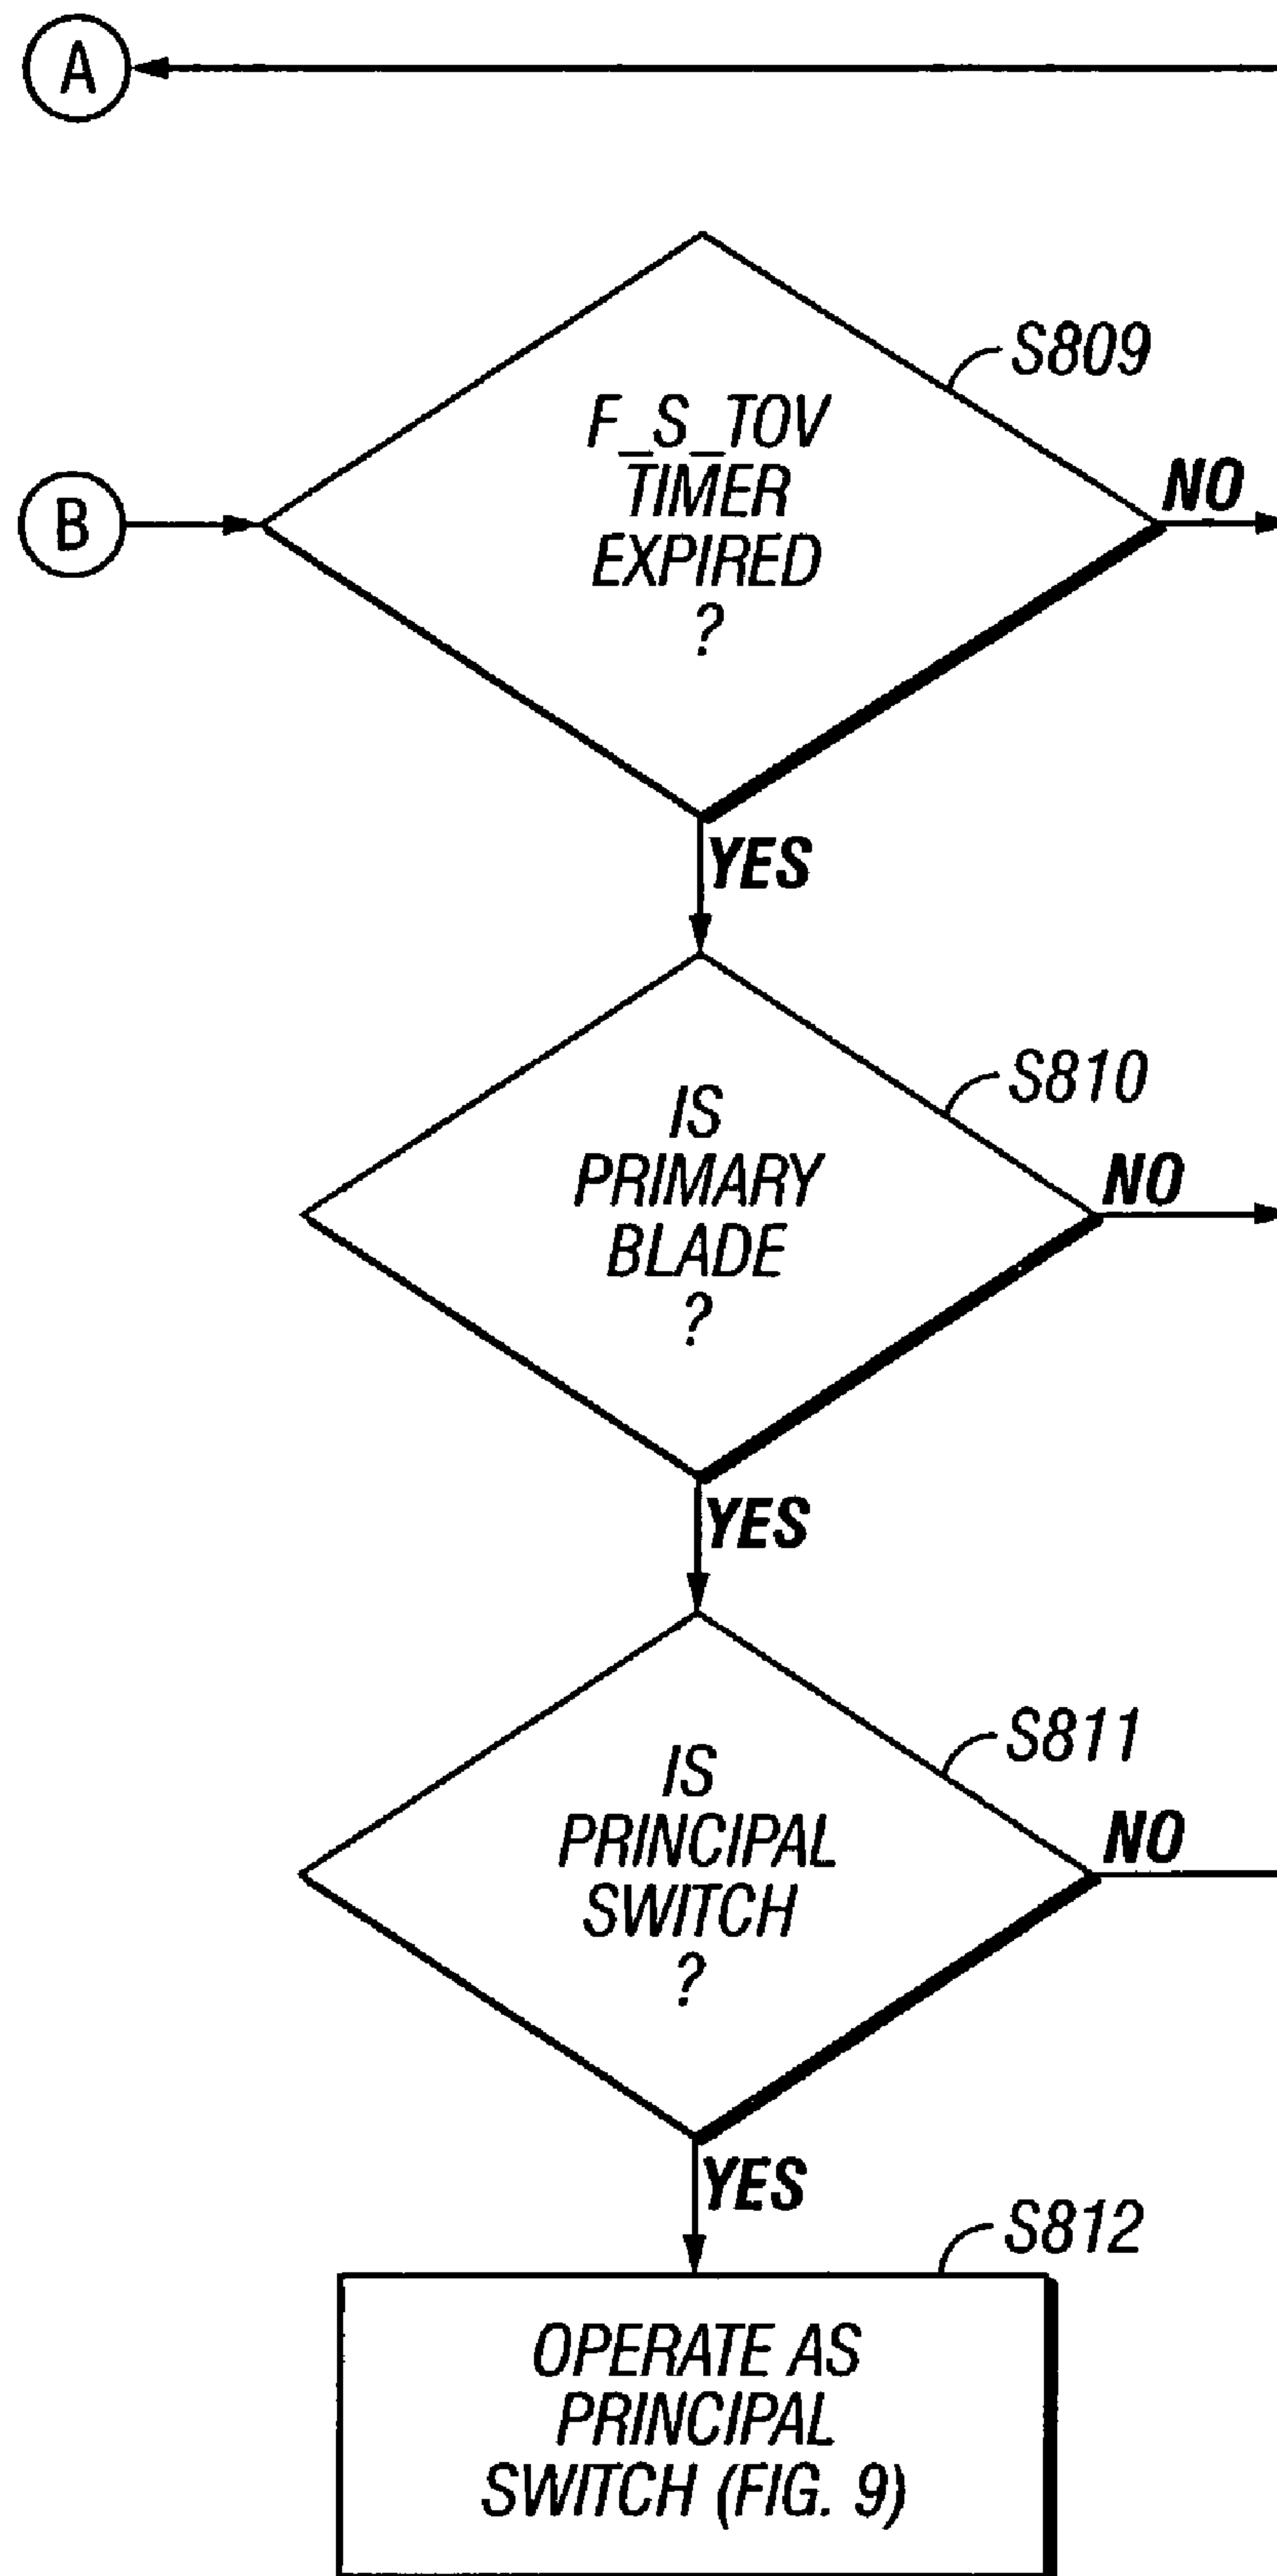 A
S809
F_S_TOV
TIMER
EXPIRED
?
B
NO
YES
S810
IS
PRIMARY
BLADE
?
NO
YES
S811
IS
PRINCIPAL
SWITCH
?
NO
YES
S812
OPERATE AS
PRINCIPAL
SWITCH (FIG. 9)